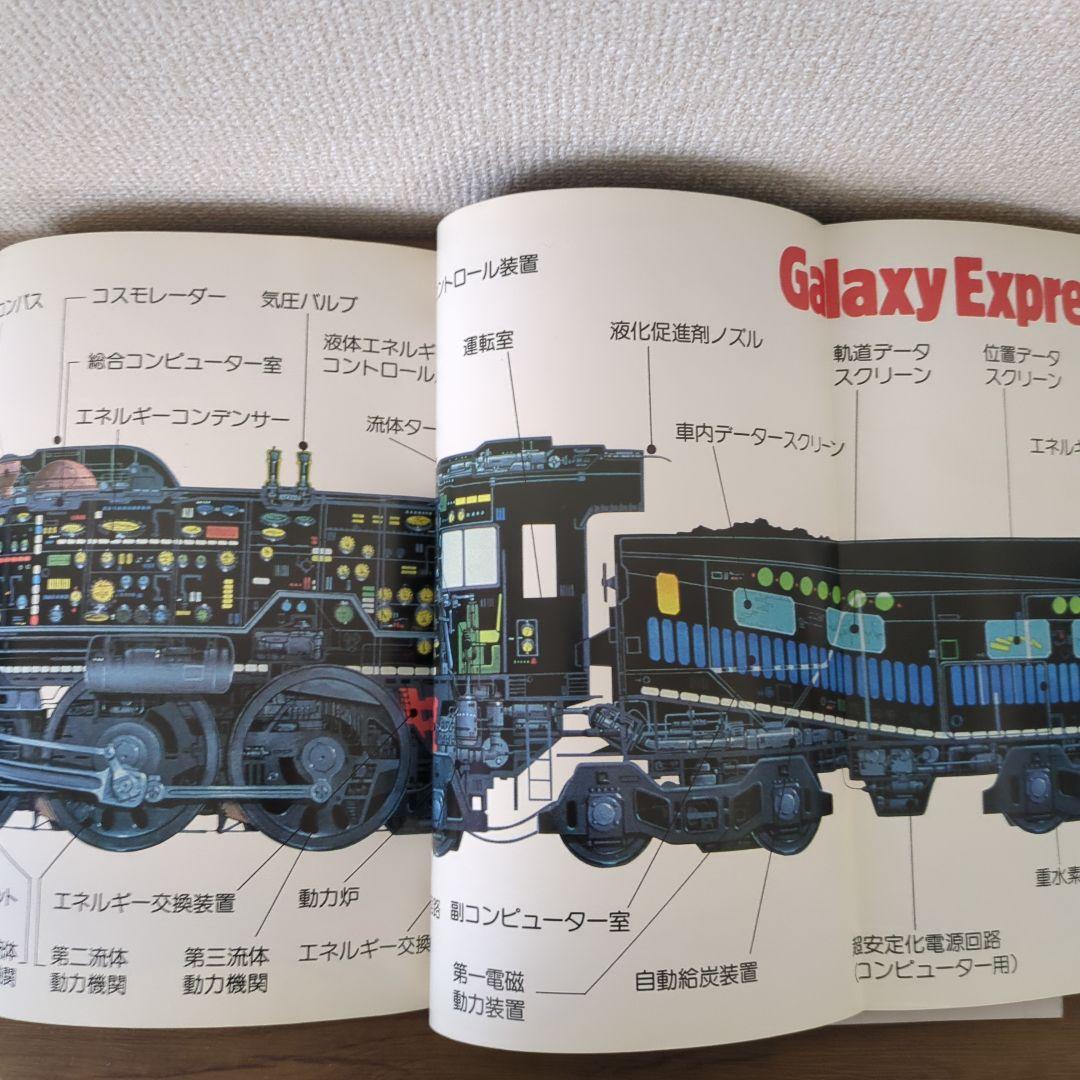 コスモレーダー
気圧バルブ
総合コンピューター室
液体エネルギ
コントロール
エネルギーコンデンサー
流体ター
ントロール装置
Galaxy Expre
運転室
液化促進剤ノズル
軌道データ
スクリーン
位置データ
スクリーン
車内データースクリーン
エネルギ
エネルギー交換装置
動力炉
第二流体
動力機関
第三流体
動力機関
エネルギー交換
副コンピューター室
第一電磁
動力装置
自動給炭装置
超安定化電源回路
(コンピューター用)
重水素